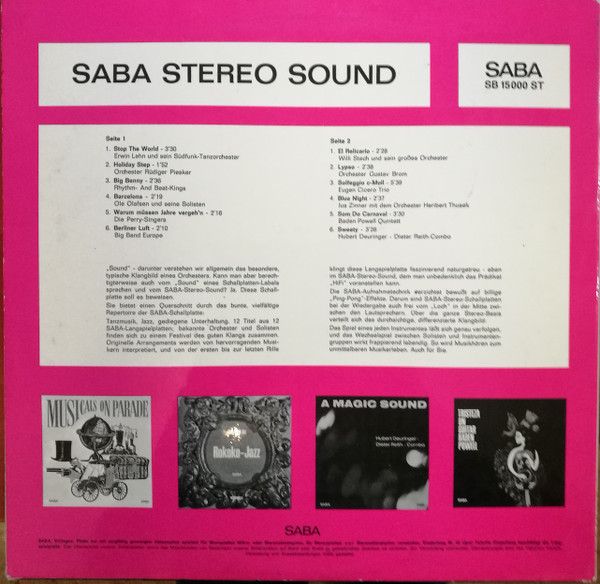 SABA STEREO SOUND
SABA
SB 15000 ST
Seite 1
1. Stop The World - 3'30
Erwin Lehn und sein Südfunk-Tanzorchester
2. Holiday Step - 1'52
Orchester Rüdiger Piesker
3. Big Benny - 2'36
Rhythm- And Beat-Kings
4. Barcelona - 2'19
Ole Olafsen und seine Solisten
5. Warum müssen Jahre vergeh'n - 2'16
Die Perry-Singers
6. Berliner Luft - 2'10
Big Band Europe
Seite 2
1. El Relicario - 2'28
Willi Stech und sein großes Orchester
2. Lypso - 2'38
Orchester Gustav Brom
3. Solfeggio c-Moll - 5'38
Eugen Cicero Trio
4. Blue Night - 2'37
Jus Zinner mit dem Orchester Heribert Thusek
5. Som Do Carnaval - 3'30
Baden Powell Quintett
6. Sweety - 3'26
Hubert Deuringer - Dieter Reith-Combo
„Sound" - darunter verstehen wir allgemein das besondere,
typische Klangbild eines Orchesters. Kann man aber berech-
tigterweise auch vom „Sound" eines Schallplatten-Labels
sprechen und vom SABA-Stereo-Sound? Ja. Diese Schall-
platte soll es beweisen.
Sie bietet einen Querschnitt durch das bunte, vielfältige
Repertoire der SABA-Schallplatte:
Tanzmusik, Jazz, gediegene Unterhaltung. 12 Titel aus 12
SABA-Langspielplatten; bekannte Orchester und Solisten
finden sich zu einem Festival des guten Klangs zusammen.
Originelle Arrangements werden von hervorragenden Musi-
kern interpretiert, und von der ersten bis zur letzten Rille
klingt diese Langspielplatte faszinierend naturgetreu - eben
im SABA-Stereo-Sound, dem man unbedenklich das Prädikat
„HiFi" voranstellen kann.
Die SABA-Aufnahmetechnik verzichtet bewußt auf billige
„Ping-Pong"-Effekte. Darum sind SABA-Stereo-Schallplatten
bei der Wiedergabe auch frei vom „Loch" in der Mitte zwi-
schen den Lautsprechern. Über die ganze Stereo-Basis
verteilt sich das durchsichtige, differenzierte Klangbild.
Das Spiel eines jeden Instrumentes läßt sich genau verfolgen,
und das Wechselspiel zwischen Solisten und Instrumenten-
gruppen wirkt frappierend lebendig. So wird Musikhören zum
unmittelbaren Musikerleben. Auch für Sie.
MUSICALS ON PARADE
Rokoko-Jazz
A MAGIC SOUND
Hubert Deuringer -
Dieter Reith - Combo
TRISTEZA
ON
GUITAR
BADEN
POWELL
SABA